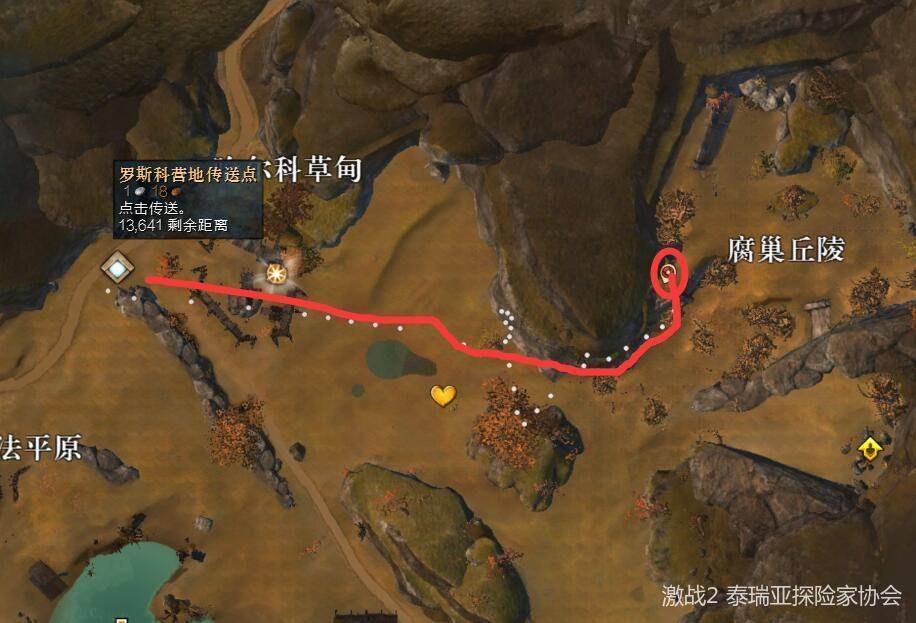 罗斯科营地传送点
1 18
点击传送。
13,641 剩余距离
尔科草甸
腐巢丘陵
法平原
激战2 泰瑞亚探险家协会